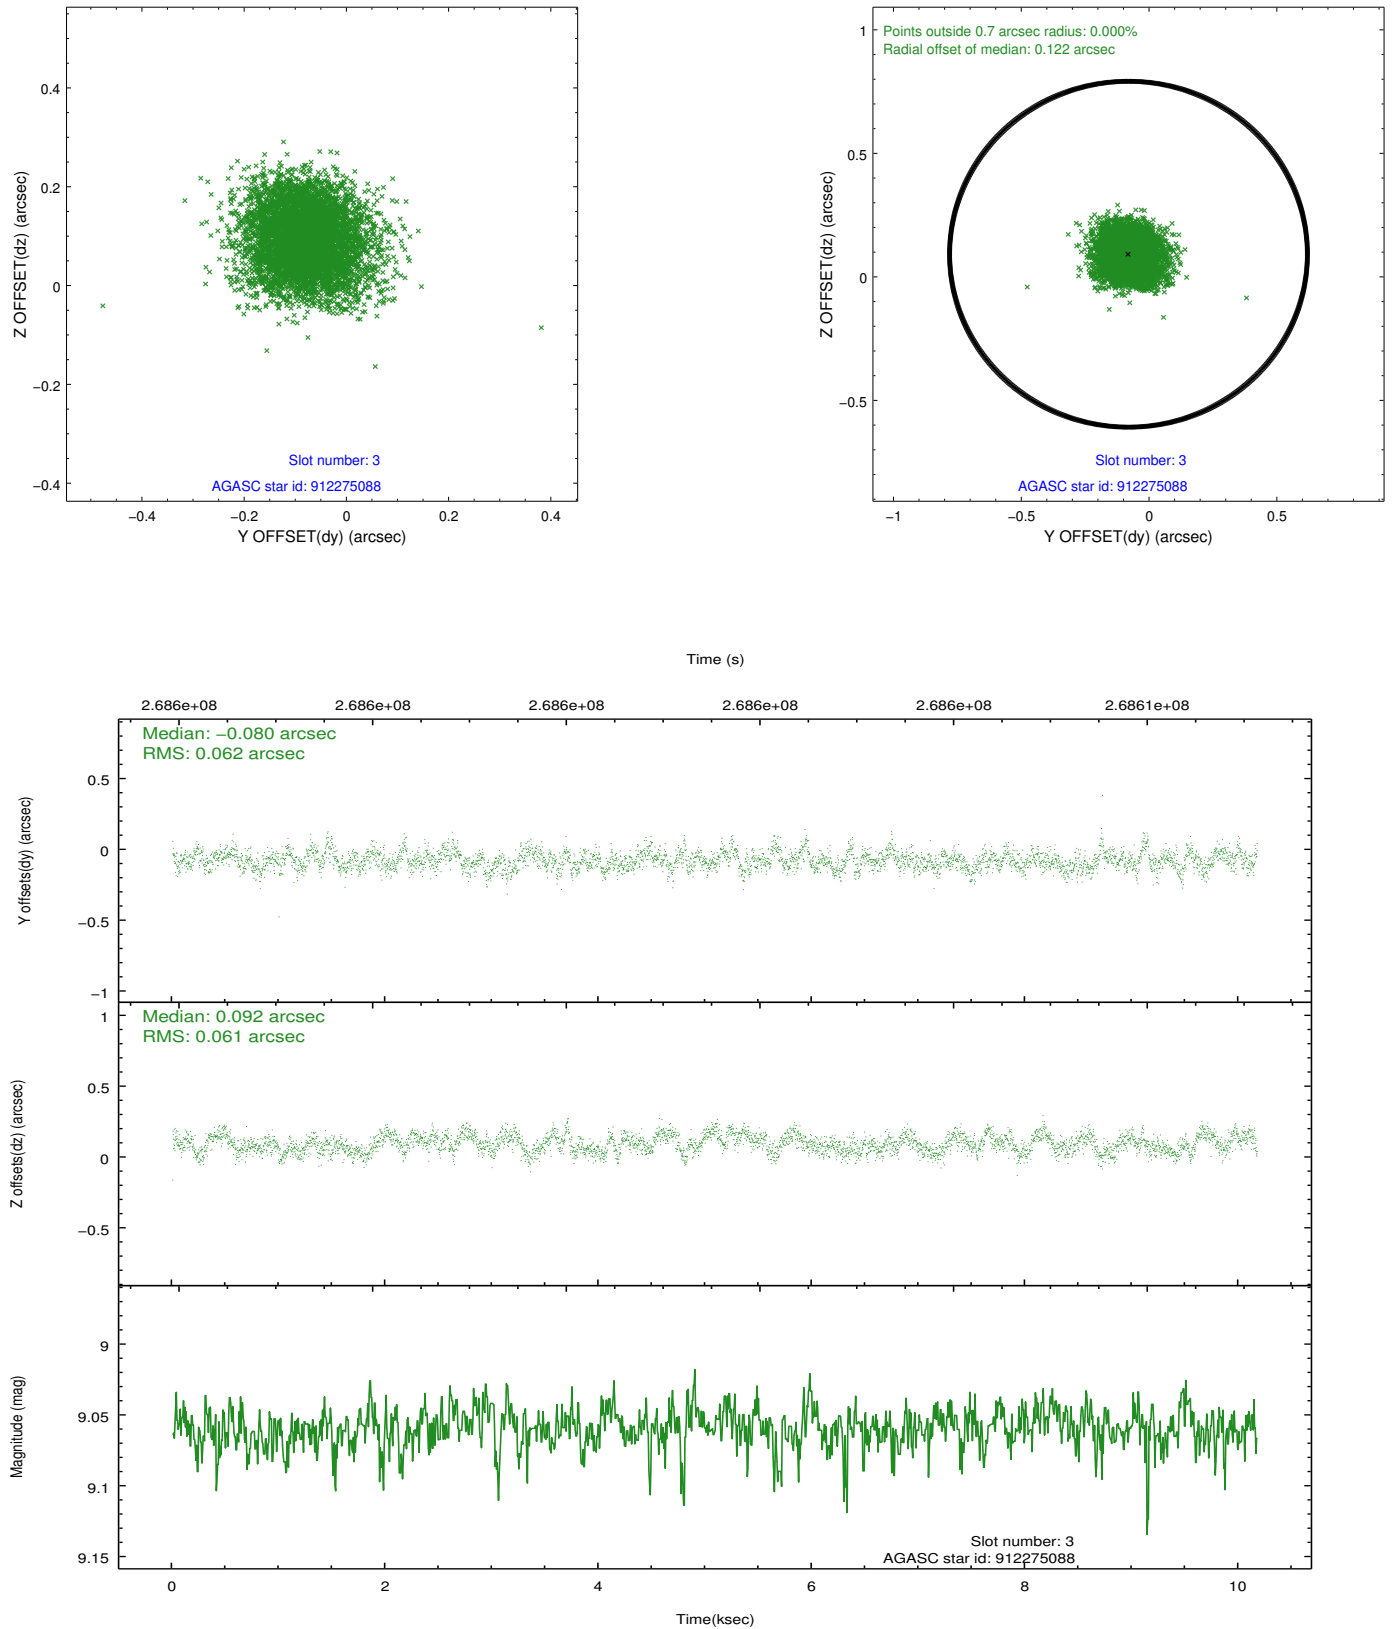 Z OFFSET(dz) (arcsec)
0.4
0.2
0
−0.2
−0.4
Slot number: 3
AGASC star id: 912275088
−0.4 −0.2 0 0.2 0.4
Y OFFSET(dy) (arcsec)
Points outside 0.7 arcsec radius: 0.000%
Radial offset of median: 0.122 arcsec
Z OFFSET(dz) (arcsec)
1
0.5
0
−0.5
Slot number: 3
AGASC star id: 912275088
−1 −0.5 0 0.5
Y OFFSET(dy) (arcsec)
Time (s)
2.686e+08 2.686e+08 2.686e+08 2.686e+08 2.686e+08 2.6861e+08
Median: −0.080 arcsec
RMS: 0.062 arcsec
Y offsets(dy) (arcsec)
0.5
0
−0.5
−1
Median: 0.092 arcsec
RMS: 0.061 arcsec
Z offsets(dz) (arcsec)
1
0.5
0
−0.5
Magnitude (mag)
9
9.05
9.1
9.15
Slot number: 3
AGASC star id: 912275088
0 2 4 6 8 10
Time(ksec)